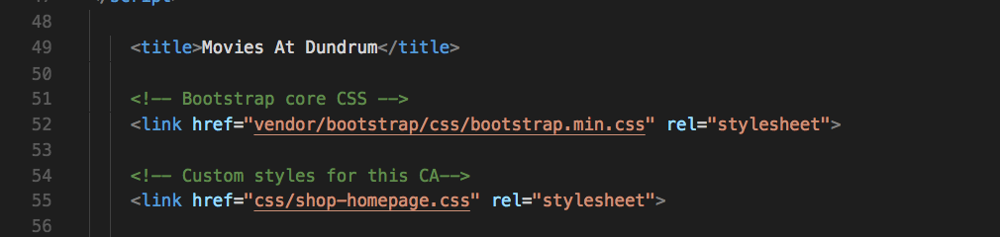 48
49 <title>Movies At Dundrum</title>
50
51 <!-- Bootstrap core CSS -->
52 <link href="vendor/bootstrap/css/bootstrap.min.css" rel="stylesheet">
53
54 <!-- Custom styles for this CA-->
55 <link href="css/shop-homepage.css" rel="stylesheet">
56